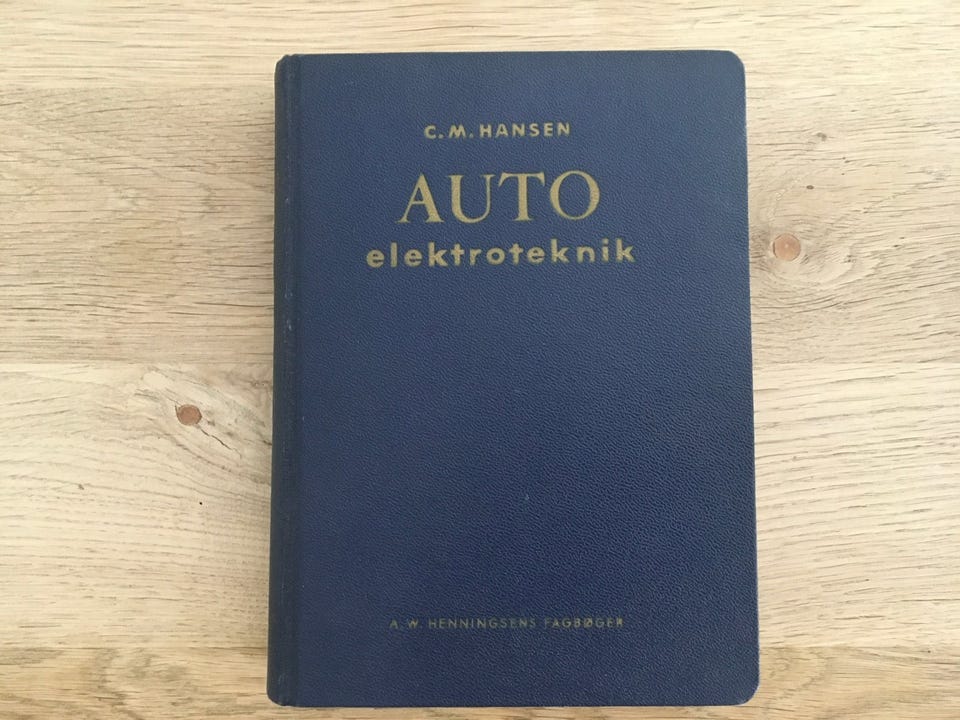 C. M. HANSEN
AUTO
elektroteknik
A. W. HENNINGSENS FAGBØGER